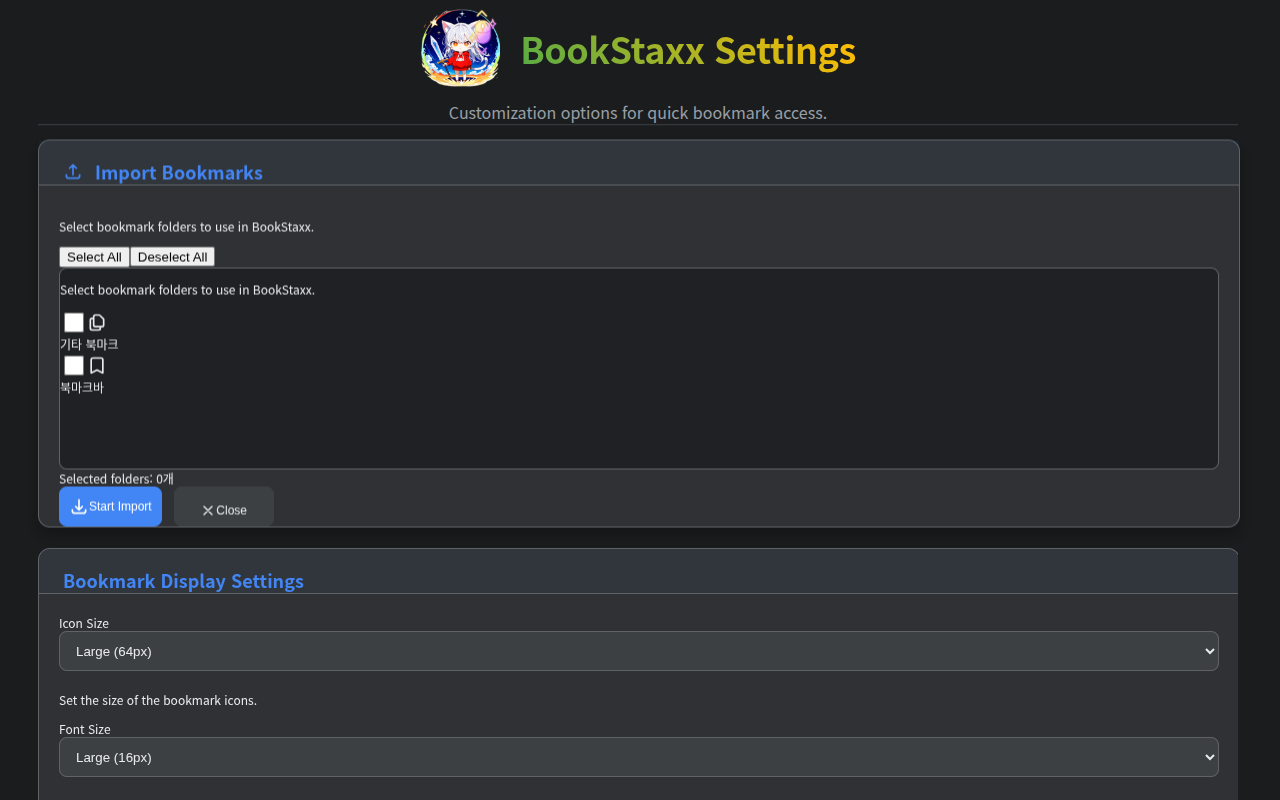 BookStaxx Settings
Customization options for quick bookmark access.
Import Bookmarks
Select bookmark folders to use in BookStaxx.
Select All Deselect All
Select bookmark folders to use in BookStaxx.
기타 북마크
북마크바
Selected folders: 0개
Start Import Close
Bookmark Display Settings
Icon Size
Large (64px)
Set the size of the bookmark icons.
Font Size
Large (16px)